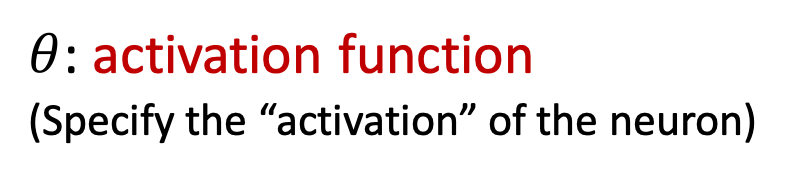 θ: activation function
(Specify the “activation” of the neuron)